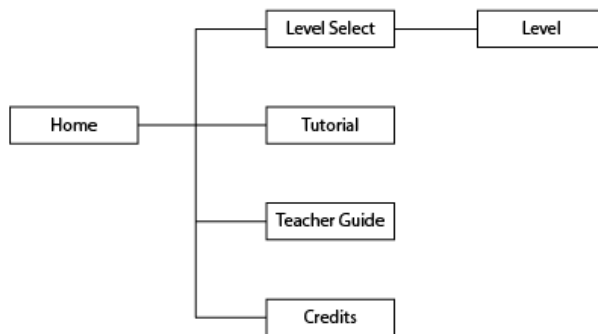 Level Select
Level
Home
Tutorial
Teacher Guide
Credits